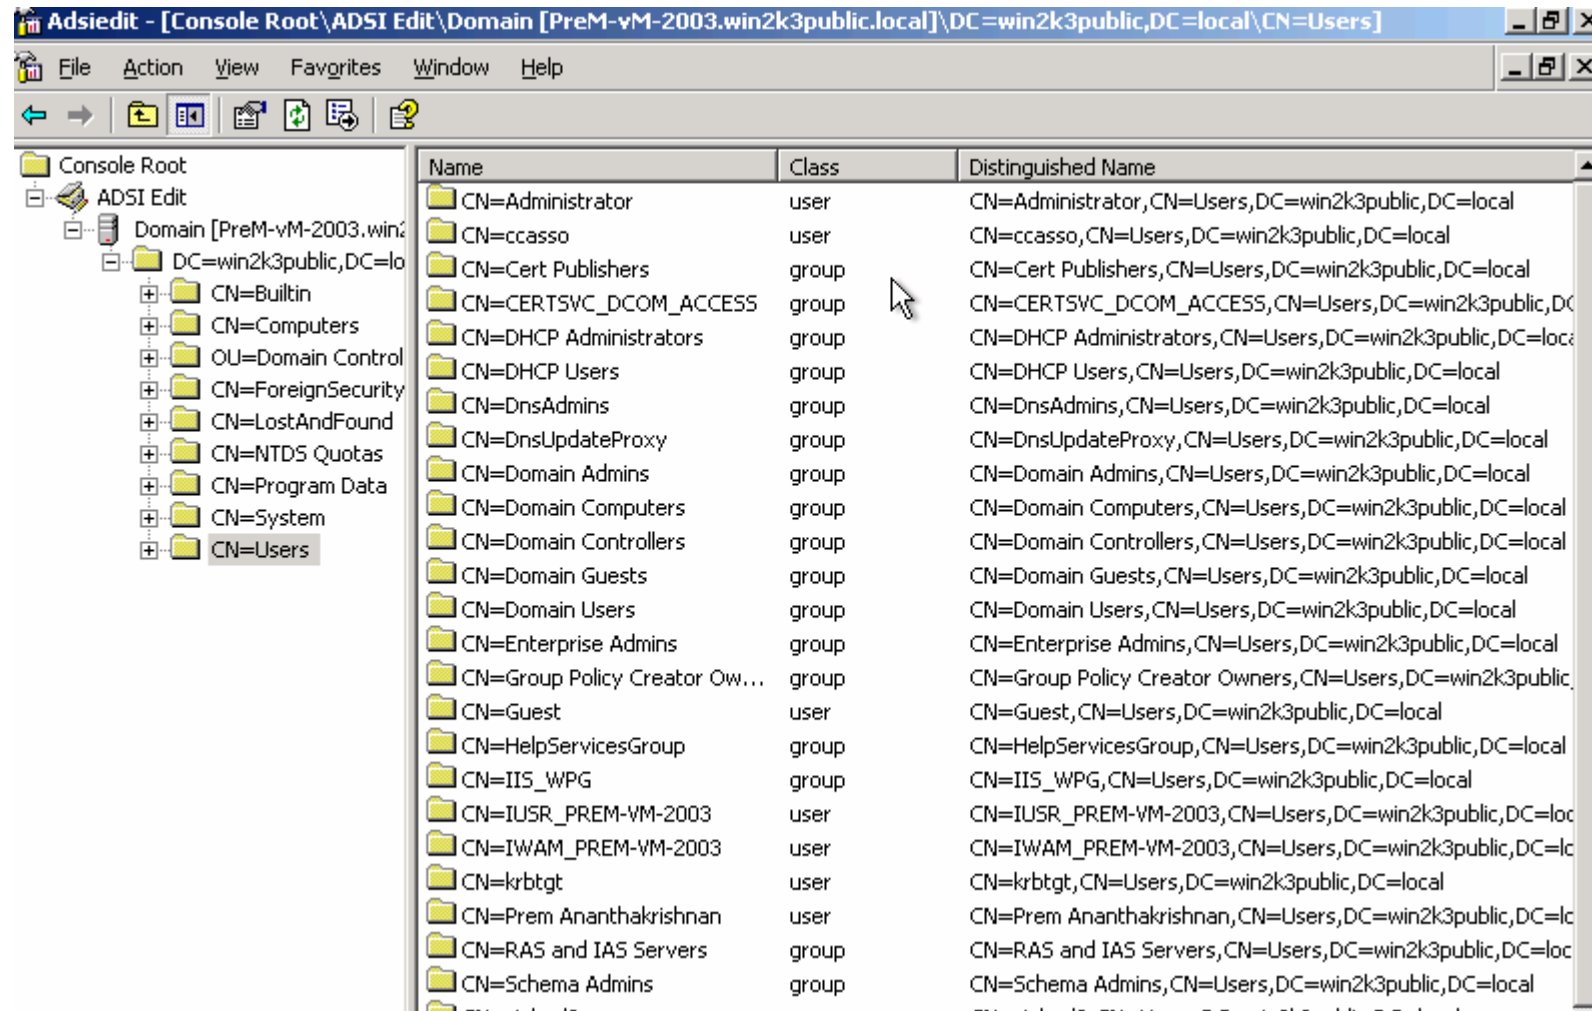 Adsiedit - [Console Root\ADSI Edit\Domain [PreM-vM-2003.win2k3public.local]\DC=win2k3public,DC=local\CN=Users]
File Action View Favorites Window Help
Console Root
ADSI Edit
Domain [PreM-vM-2003.win2
DC=win2k3public,DC=lo
CN=Builtin
CN=Computers
OU=Domain Control
CN=ForeignSecurity
CN=LostAndFound
CN=NTDS Quotas
CN=Program Data
CN=System
CN=Users
Name Class Distinguished Name
CN=Administrator user CN=Administrator,CN=Users,DC=win2k3public,DC=local
CN=ccasso user CN=ccasso,CN=Users,DC=win2k3public,DC=local
CN=Cert Publishers group CN=Cert Publishers,CN=Users,DC=win2k3public,DC=local
CN=CERTSVC_DCOM_ACCESS group CN=CERTSVC_DCOM_ACCESS,CN=Users,DC=win2k3public,DC
CN=DHCP Administrators group CN=DHCP Administrators,CN=Users,DC=win2k3public,DC=loca
CN=DHCP Users group CN=DHCP Users,CN=Users,DC=win2k3public,DC=local
CN=DnsAdmins group CN=DnsAdmins,CN=Users,DC=win2k3public,DC=local
CN=DnsUpdateProxy group CN=DnsUpdateProxy,CN=Users,DC=win2k3public,DC=local
CN=Domain Admins group CN=Domain Admins,CN=Users,DC=win2k3public,DC=local
CN=Domain Computers group CN=Domain Computers,CN=Users,DC=win2k3public,DC=local
CN=Domain Controllers group CN=Domain Controllers,CN=Users,DC=win2k3public,DC=local
CN=Domain Guests group CN=Domain Guests,CN=Users,DC=win2k3public,DC=local
CN=Domain Users group CN=Domain Users,CN=Users,DC=win2k3public,DC=local
CN=Enterprise Admins group CN=Enterprise Admins,CN=Users,DC=win2k3public,DC=local
CN=Group Policy Creator Ow... group CN=Group Policy Creator Owners,CN=Users,DC=win2k3public,
CN=Guest user CN=Guest,CN=Users,DC=win2k3public,DC=local
CN=HelpServicesGroup group CN=HelpServicesGroup,CN=Users,DC=win2k3public,DC=local
CN=IIS_WPG group CN=IIS_WPG,CN=Users,DC=win2k3public,DC=local
CN=IUSR_PREM-VM-2003 user CN=IUSR_PREM-VM-2003,CN=Users,DC=win2k3public,DC=loc
CN=IWAM_PREM-VM-2003 user CN=IWAM_PREM-VM-2003,CN=Users,DC=win2k3public,DC=lc
CN=krbtgt user CN=krbtgt,CN=Users,DC=win2k3public,DC=local
CN=Prem Ananthakrishnan user CN=Prem Ananthakrishnan,CN=Users,DC=win2k3public,DC=lc
CN=RAS and IAS Servers group CN=RAS and IAS Servers,CN=Users,DC=win2k3public,DC=loc
CN=Schema Admins group CN=Schema Admins,CN=Users,DC=win2k3public,DC=local